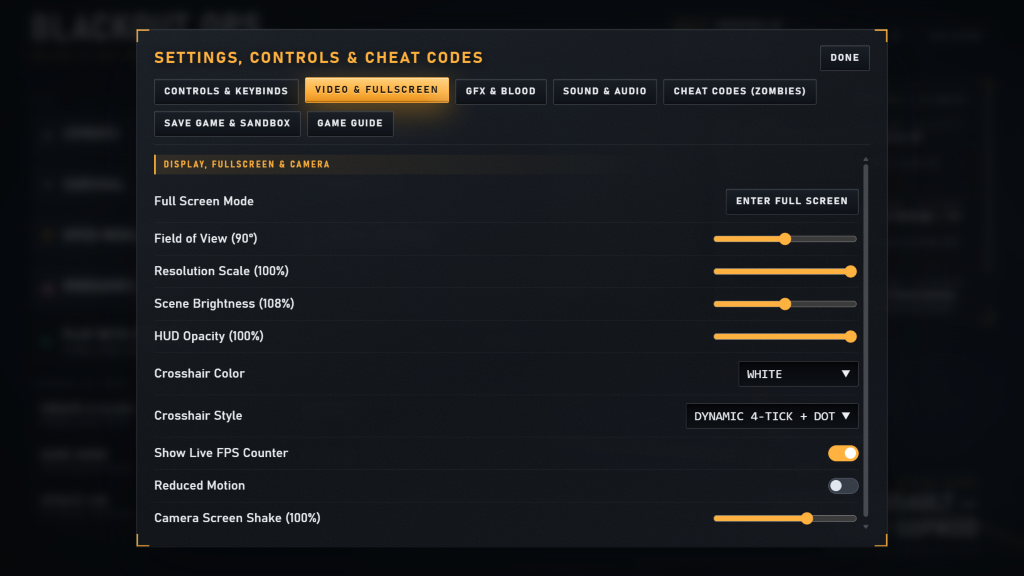 SETTINGS, CONTROLS & CHEAT CODES
DONE
CONTROLS & KEYBINDS
VIDEO & FULLSCREEN
GFX & BLOOD
SOUND & AUDIO
CHEAT CODES (ZOMBIES)
SAVE GAME & SANDBOX
GAME GUIDE
DISPLAY, FULLSCREEN & CAMERA
Full Screen Mode
ENTER FULL SCREEN
Field of View (90°)
Resolution Scale (100%)
Scene Brightness (108%)
HUD Opacity (100%)
Crosshair Color
WHITE
Crosshair Style
DYNAMIC 4-TICK + DOT
Show Live FPS Counter
Reduced Motion
Camera Screen Shake (100%)